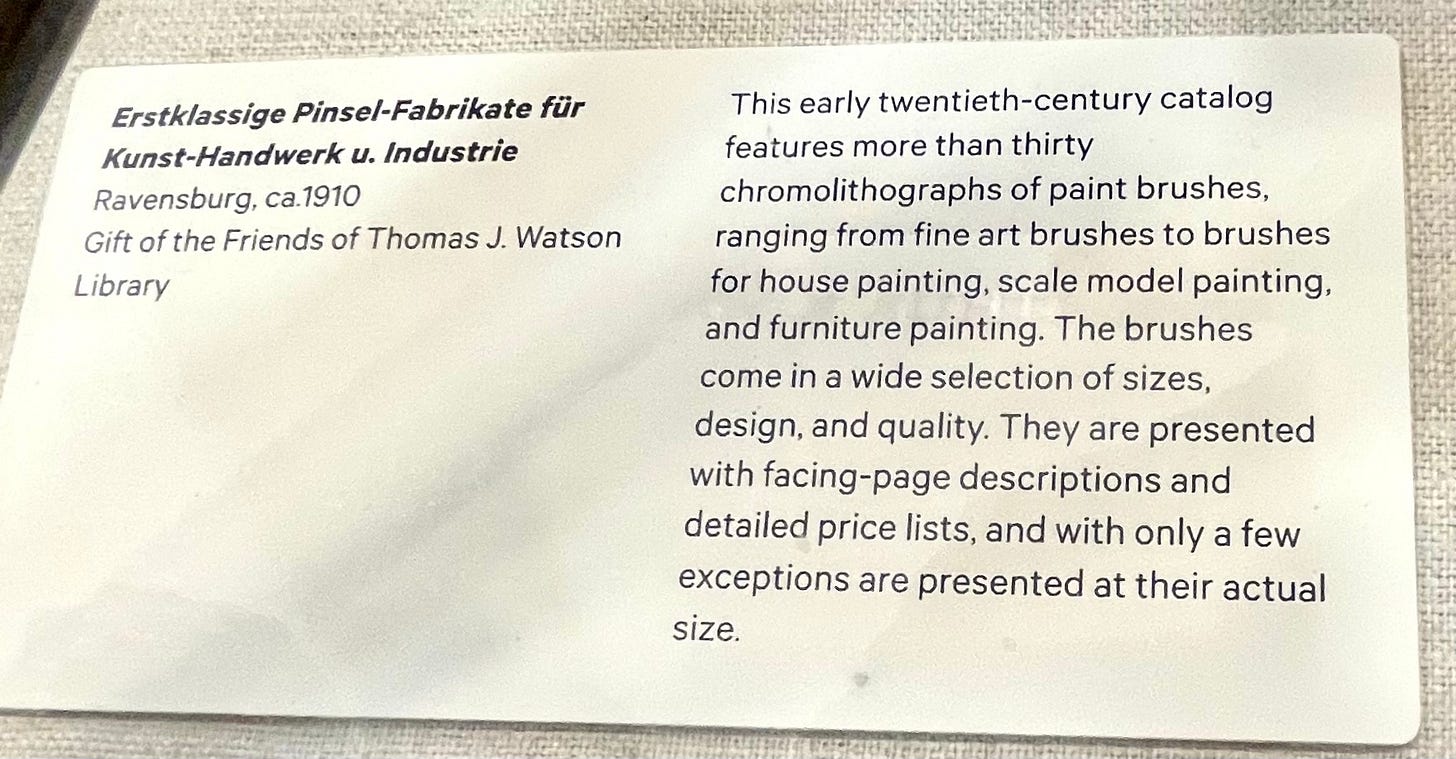 Erstklassige Pinsel-Fabrikate für
Kunst-Handwerk u. Industrie
Ravensburg, ca.1910
Gift of the Friends of Thomas J. Watson
Library
This early twentieth-century catalog
features more than thirty
chromolithographs of paint brushes,
ranging from fine art brushes to brushes
for house painting, scale model painting,
and furniture painting. The brushes
come in a wide selection of sizes,
design, and quality. They are presented
with facing-page descriptions and
detailed price lists, and with only a few
exceptions are presented at their actual
size.